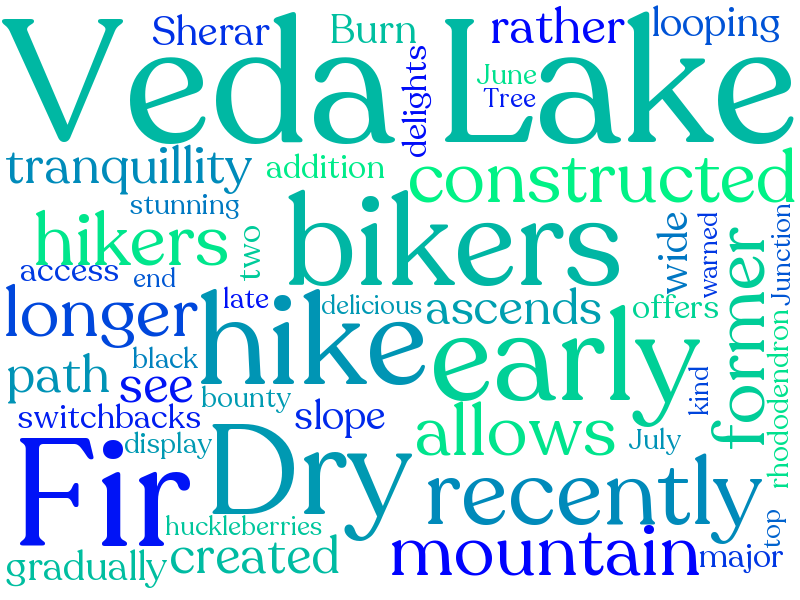 Sherar
Burn
rather
looping
Veda Lake
delights
June
Tree
tranquillity
addition
constructed
stunning
hikers
two
bikers
wide
warned
Junction
former
access
end
longer
late
hike
delicious
ascends
offers
early
path
black
see
bounty
switchbacks
slope
allows
kind
rhododendron
display
July
Fir
Dry
recently
huckleberries
top
gradually
created
mountain
major